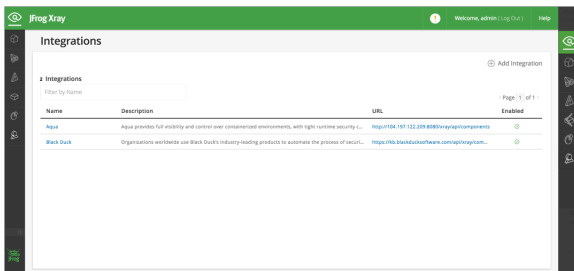 JFrog Xray
! Welcome, admin ( Log Out ) Help
Integrations
Add Integration
2 Integrations
Filter by Name
Page 1 of 1
Name Description URL Enabled
Aqua Aqua provides full visibility and control over containerized environments, with tight runtime security c... http://104.197.122.209:8080/xray/api/components
Black Duck Organizations worldwide use Black Duck's industry-leading products to automate the process of securi... https://kb.blackducksoftware.com/api/xray/com...
JFrog